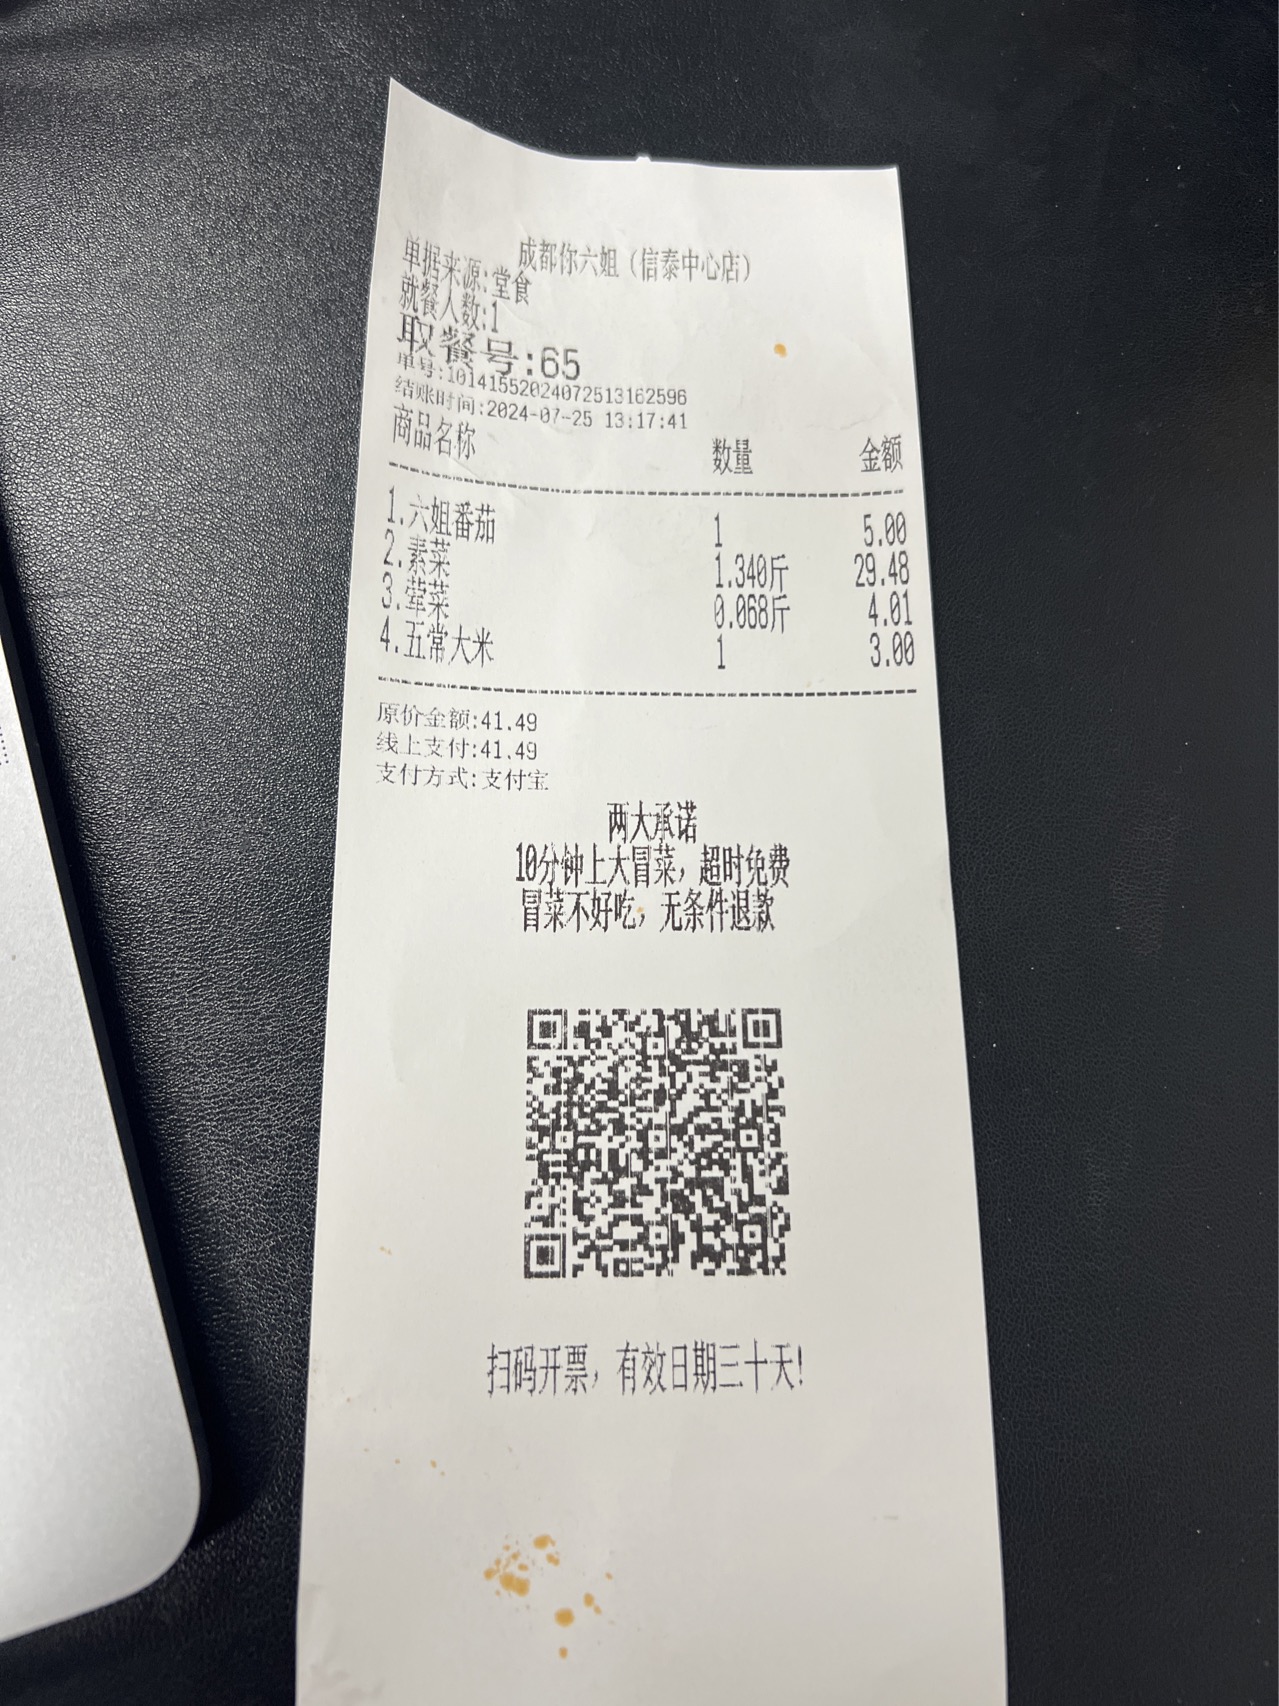 成都你六姐（信泰中心店）
单据来源:堂食
就餐人数:1
取餐号:65
单号:10141552024072513162596
结账时间:2024-07-25 13:17:41
商品名称 数量 金额
1.六姐番茄 1 5.00
2.素菜 1.340斤 29.48
3.荤菜 0.068斤 4.01
4.五常大米 1 3.00
原价金额:41.49
线上支付:41.49
支付方式:支付宝
两大承诺
10分钟上大冒菜，超时免费
冒菜不好吃，无条件退款
扫码开票，有效日期三十天!